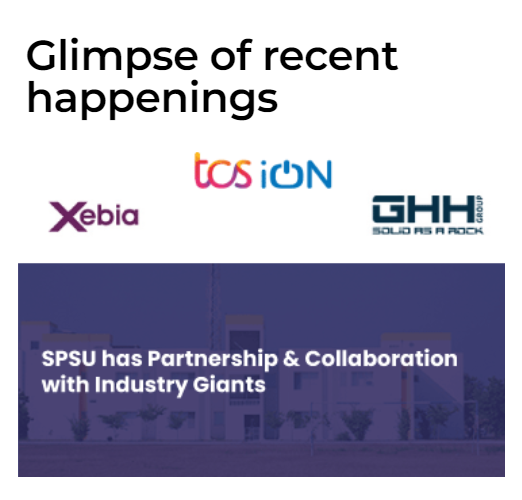 Glimpse of recent
happenings
tcs iON
Xebia
GHH GROUP
SOLID AS A ROCK
SPSU has Partnership & Collaboration
with Industry Giants